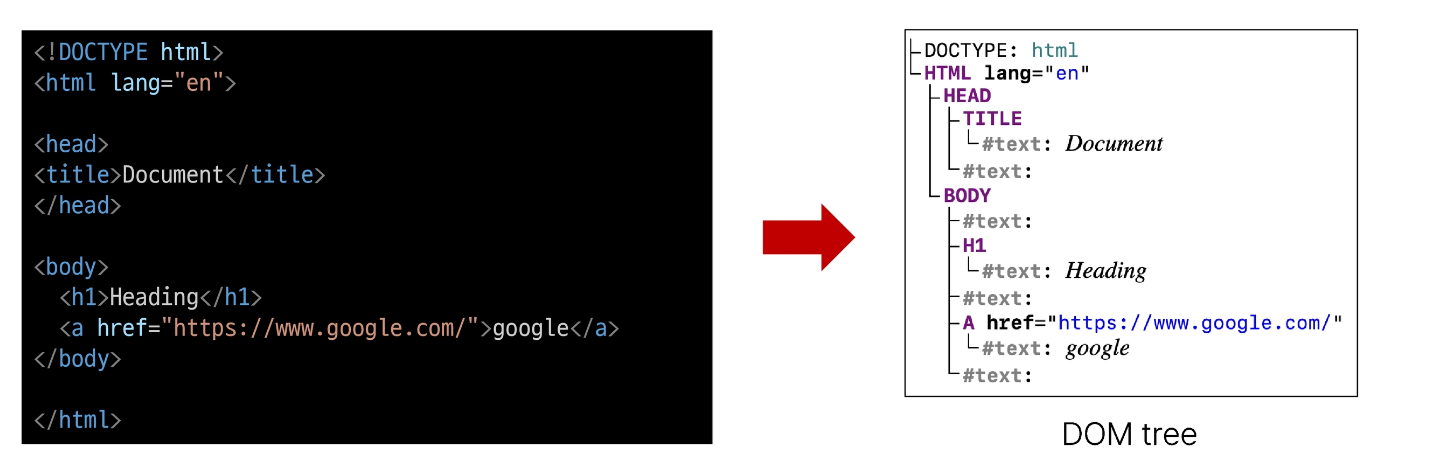 <!DOCTYPE html>
<html lang="en">
<head>
<title>Document</title>
</head>
<body>
<h1>Heading</h1>
<a href="https://www.google.com/">google</a>
</body>
</html>
DOCTYPE: html
HTML lang="en"
HEAD
TITLE
#text: Document
#text:
BODY
#text:
H1
#text: Heading
#text:
A href="https://www.google.com/"
#text: google
#text:
DOM tree